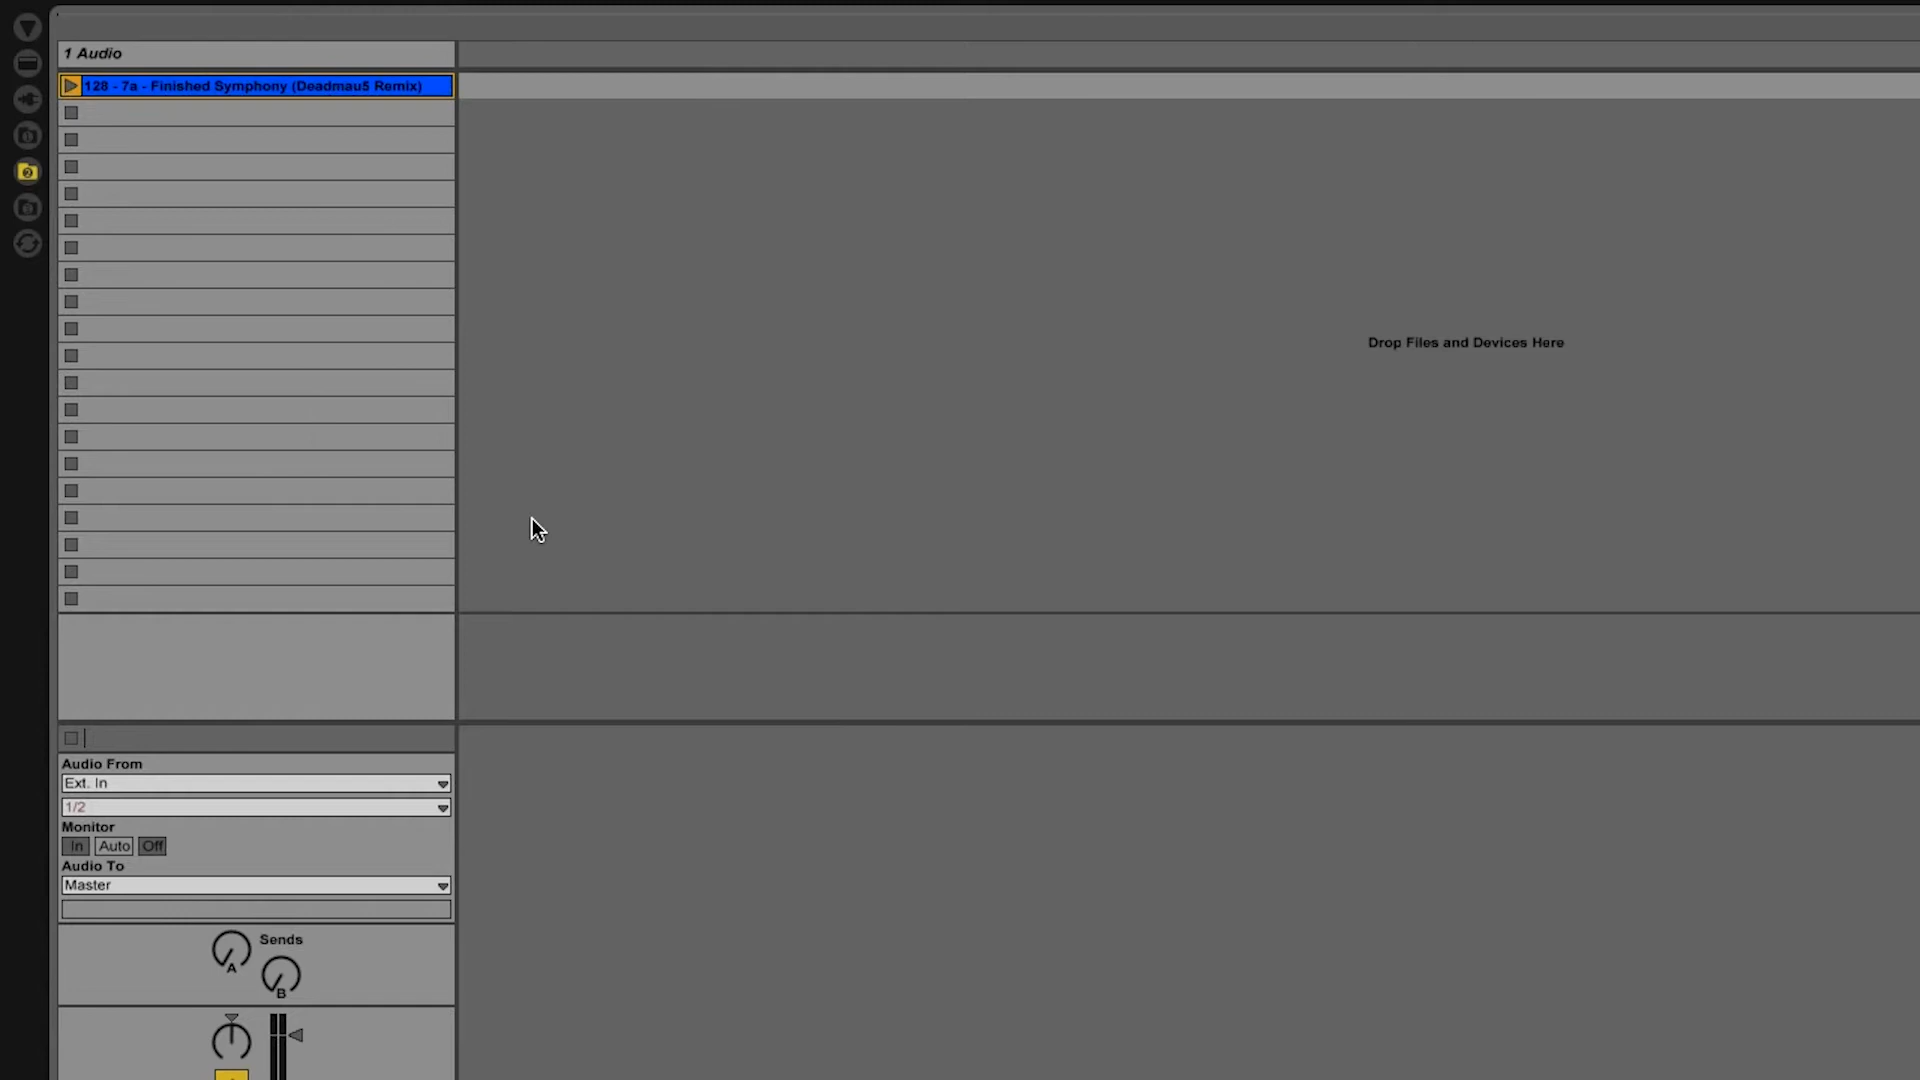 1 Audio
128 - 7a - Finished Symphony (Deadmau5 Remix)
Drop Files and Devices Here
Audio From
Ext. In
1/2
Monitor
In Auto Off
Audio To
Master
Sends
A
B